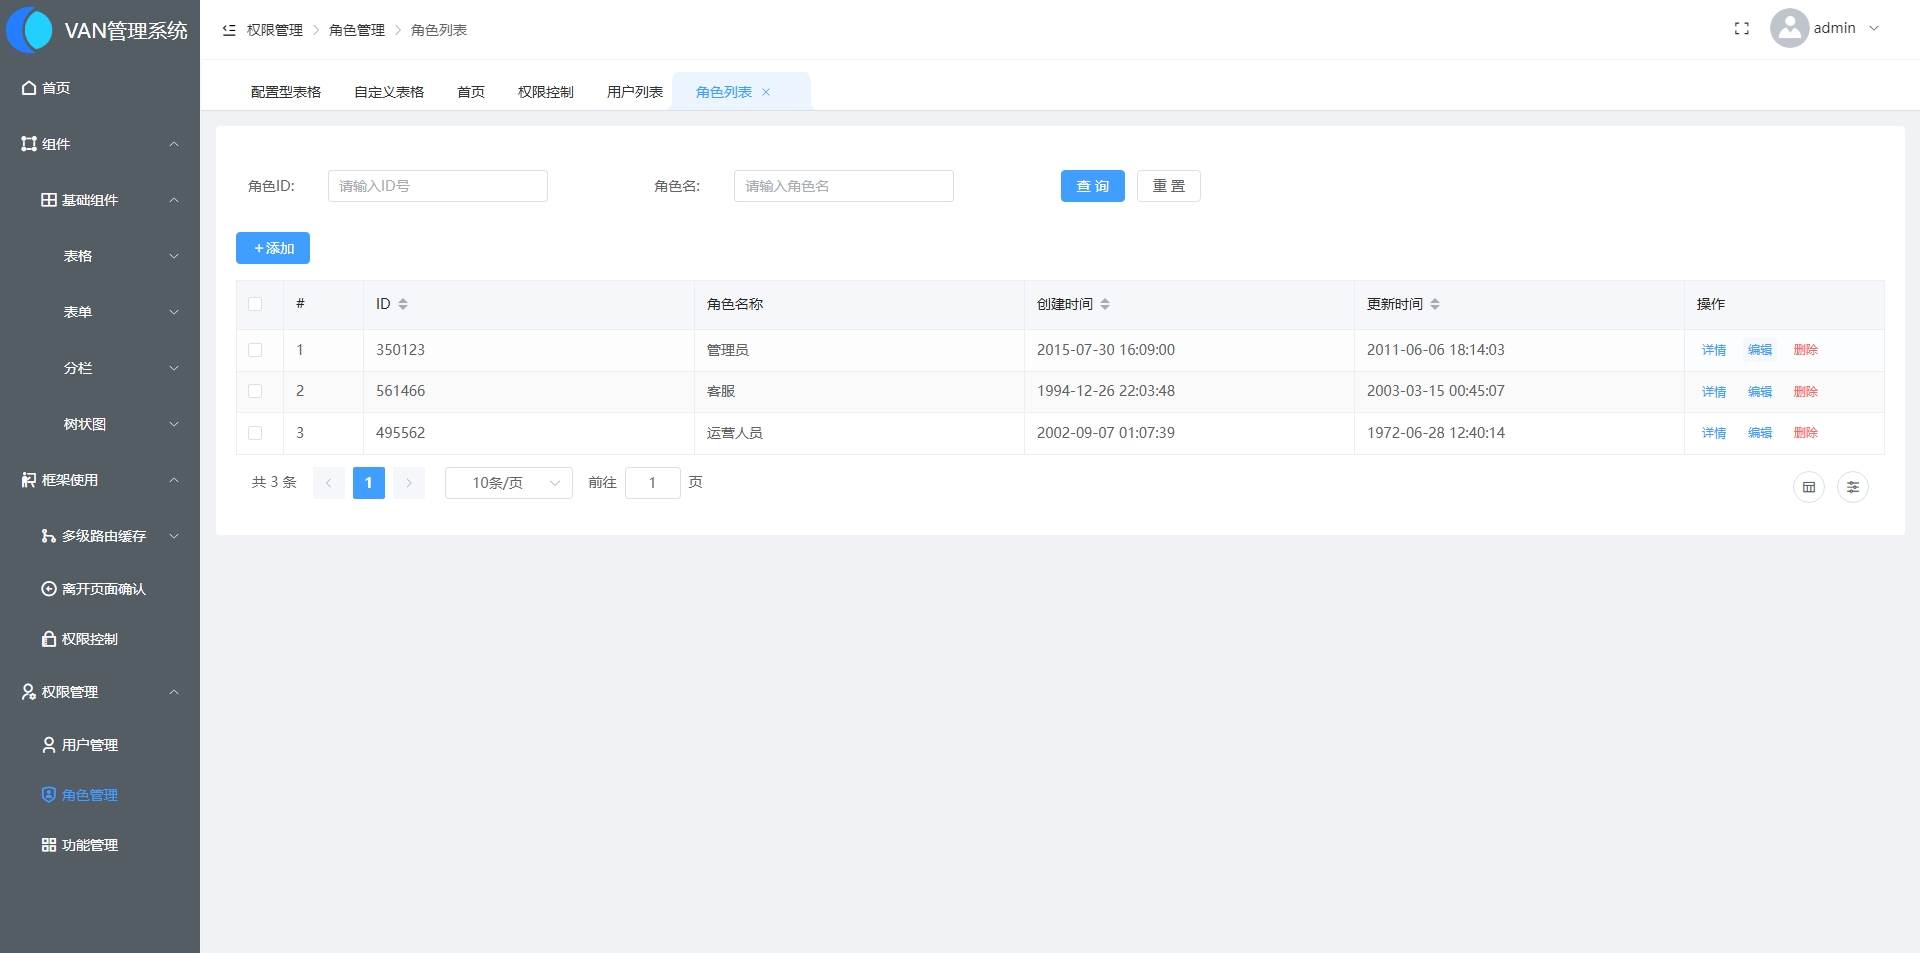 VAN管理系统
首页
组件
基础组件
表格
表单
分栏
树状图
框架使用
多级路由缓存
离开页面确认
权限控制
权限管理
用户管理
角色管理
功能管理
权限管理 角色管理 角色列表
admin
配置型表格 自定义表格 首页 权限控制 用户列表 角色列表
角色ID: 请输入ID号 角色名: 请输入角色名 查 询 重 置
+添加
# ID 角色名称 创建时间 更新时间 操作
1 350123 管理员 2015-07-30 16:09:00 2011-06-06 18:14:03 详情 编辑 删除
2 561466 客服 1994-12-26 22:03:48 2003-03-15 00:45:07 详情 编辑 删除
3 495562 运营人员 2002-09-07 01:07:39 1972-06-28 12:40:14 详情 编辑 删除
共 3 条 1 10条/页 前往 1 页